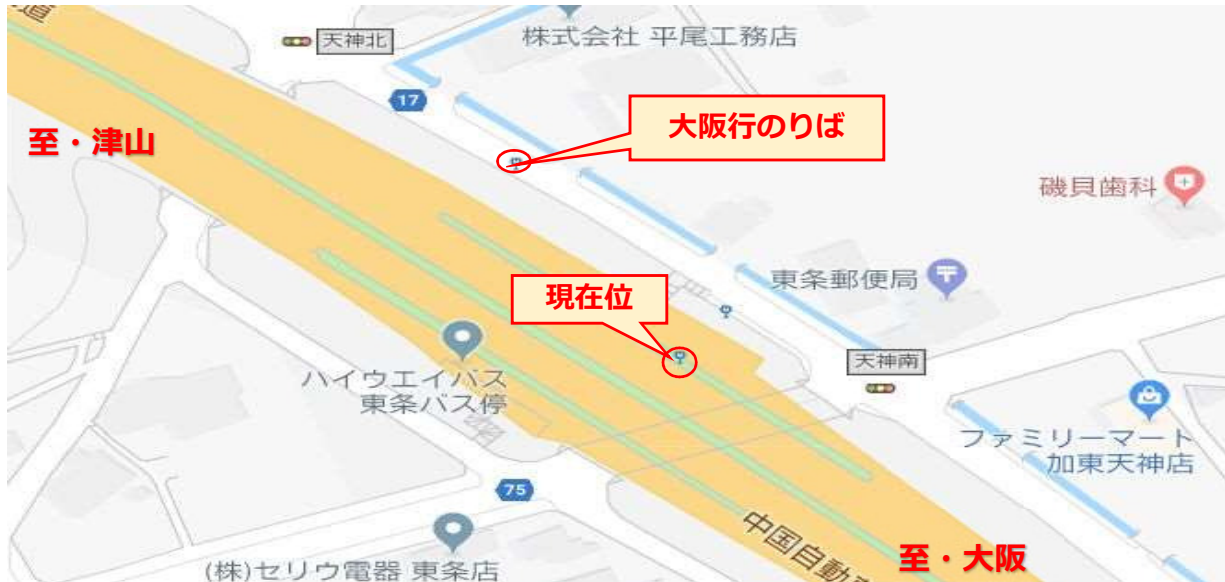 道
天神北
株式会社 平尾工務店
17
大阪行のりば
至・津山
磯貝歯科
東条郵便局
現在位
天神南
ハイウエイバス
東条バス停
ファミリーマート
加東天神店
75
中国自動車
至・大阪
(株)セリウ電器 東条店